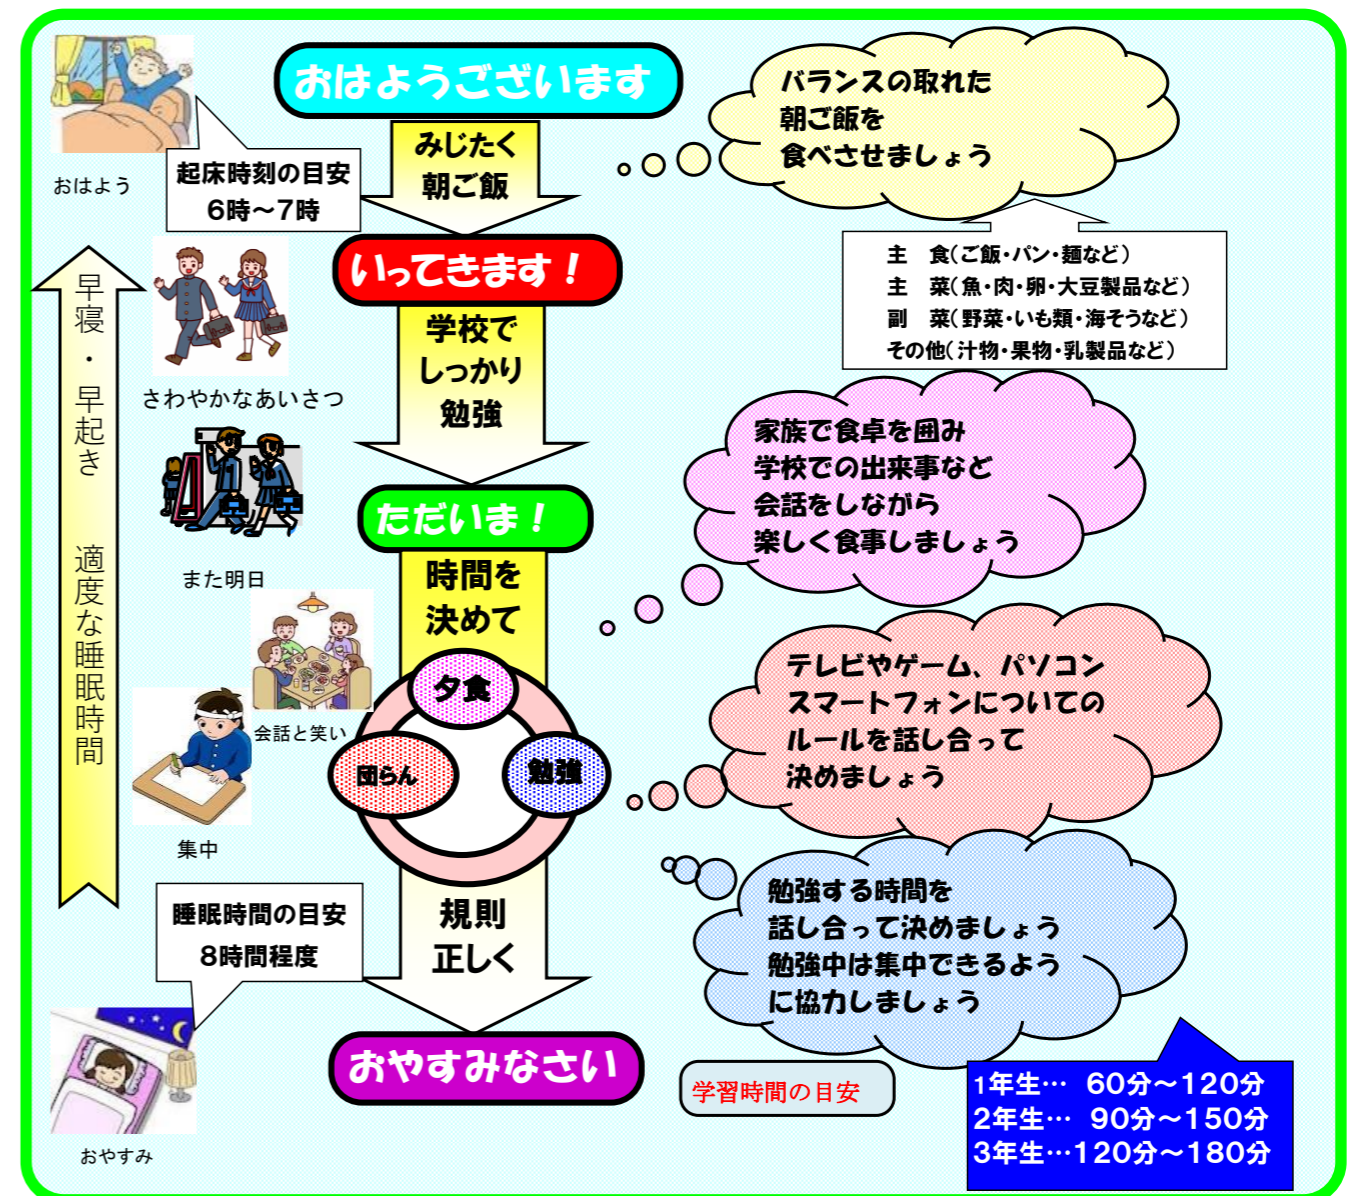 おはようございます
バランスの取れた
朝ご飯を
食べさせましょう
みじたく
朝ご飯
おはよう
起床時刻の目安
6時～7時
主　食(ご飯・パン・麺など)
主　菜(魚・肉・卵・大豆製品など)
副　菜(野菜・いも類・海そうなど)
その他(汁物・果物・乳製品など)
いってきます！
早寝・早起き　適度な睡眠時間
学校で
しっかり
勉強
さわやかなあいさつ
家族で食卓を囲み
学校での出来事など
会話をしながら
楽しく食事しましょう
ただいま！
また明日
時間を
決めて
夕食
団らん
勉強
会話と笑い
テレビやゲーム、パソコン
スマートフォンについての
ルールを話し合って
決めましょう
集中
睡眠時間の目安
8時間程度
規則
正しく
勉強する時間を
話し合って決めましょう
勉強中は集中できるよう
に協力しましょう
おやすみなさい
学習時間の目安
1年生… 60分～120分
2年生… 90分～150分
3年生…120分～180分
おやすみ